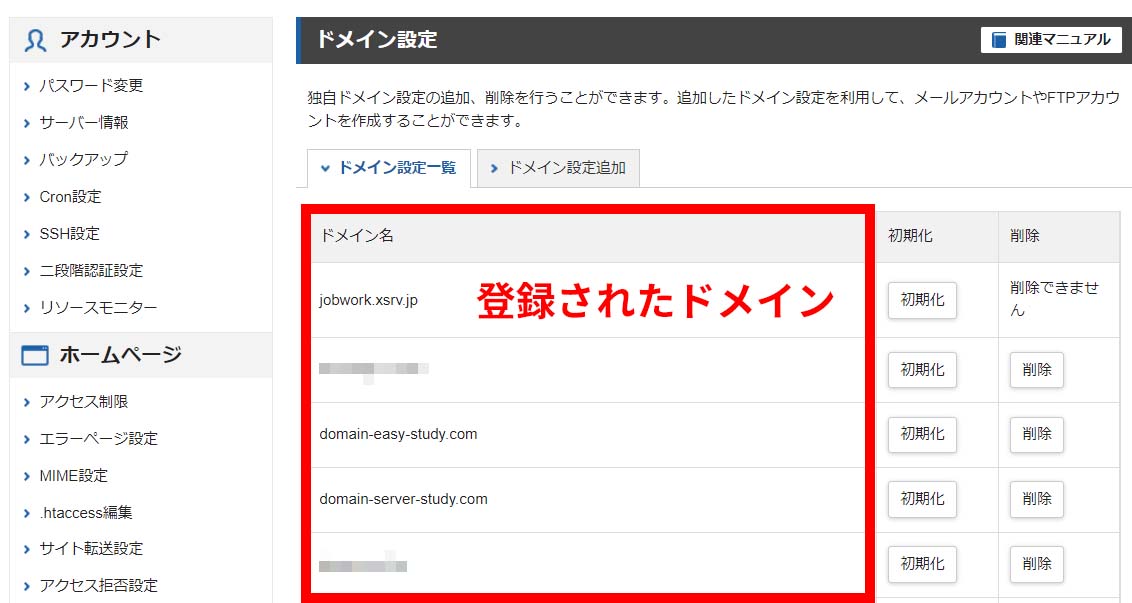 アカウント
パスワード変更
サーバー情報
バックアップ
Cron設定
SSH設定
二段階認証設定
リソースモニター
ホームページ
アクセス制限
エラーページ設定
MIME設定
.htaccess編集
サイト転送設定
アクセス拒否設定
ドメイン設定
関連マニュアル
独自ドメイン設定の追加、削除を行うことができます。追加したドメイン設定を利用して、メールアカウントやFTPアカウ
ントを作成することができます。
ドメイン設定一覧
ドメイン設定追加
ドメイン名 初期化 削除
jobwork.xsrv.jp 登録されたドメイン 初期化 削除できませ
ん
初期化 削除
domain-easy-study.com 初期化 削除
domain-server-study.com 初期化 削除
初期化 削除